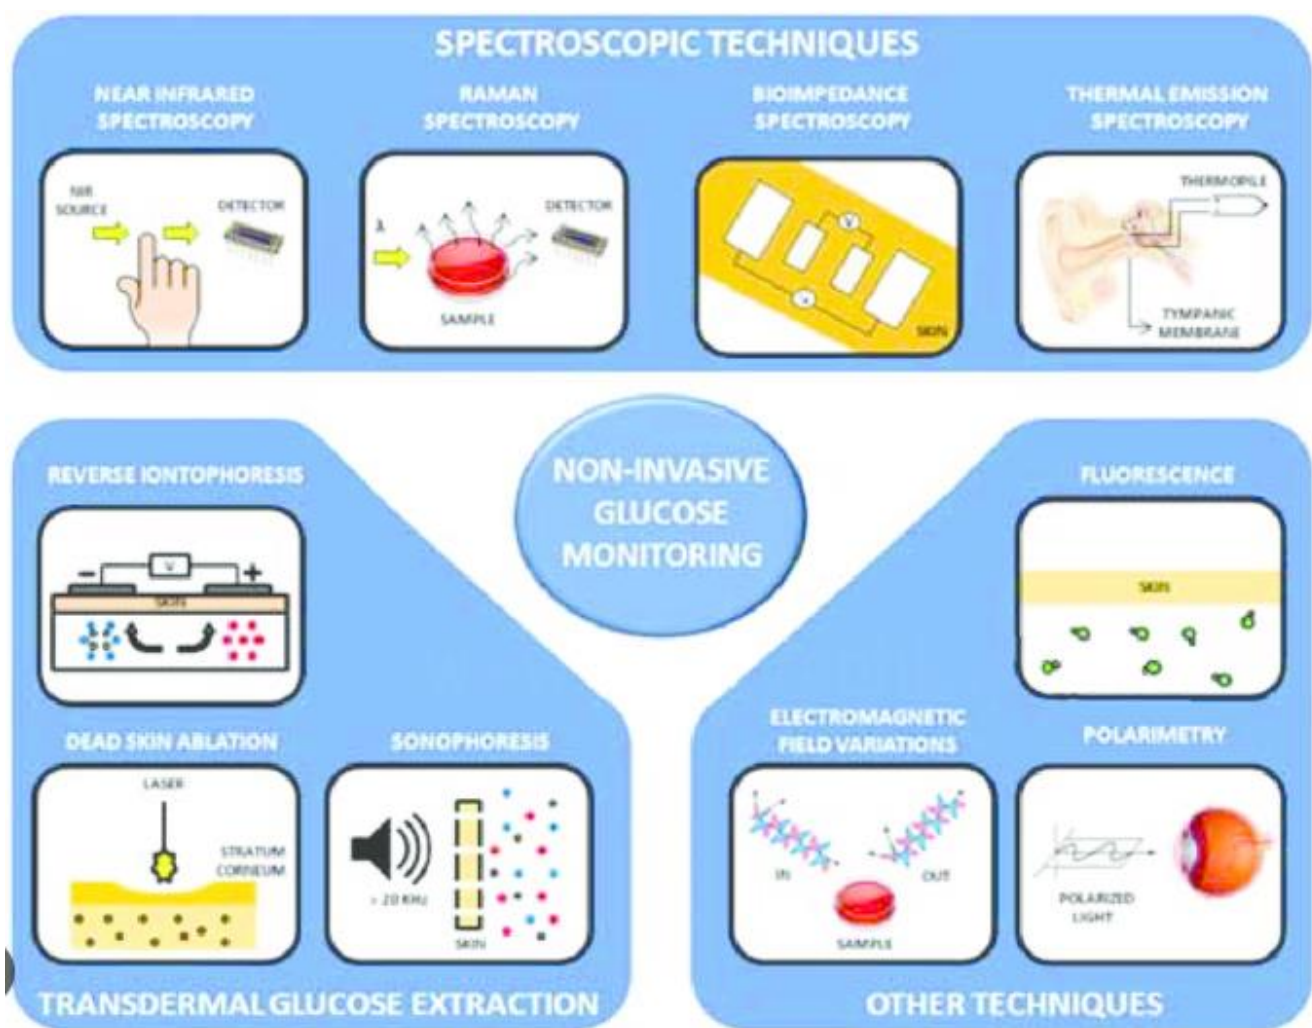 SPECTROSCOPIC TECHNIQUES
NEAR INFRARED
SPECTROSCOPY
RAMAN
SPECTROSCOPY
BIOIMPEDANCE
SPECTROSCOPY
THERMAL EMISSION
SPECTROSCOPY
NIR
SOURCE
DETECTOR
λ
DETECTOR
SAMPLE
V
V
SKIN
THERMOPILE
TYMPANIC
MEMBRANE
NON-INVASIVE
GLUCOSE
MONITORING
REVERSE IONTOPHORESIS
− V +
SKIN
DEAD SKIN ABLATION
LASER
STRATUM
CORNEUM
SONOPHORESIS
> 20 KHz
SKIN
TRANSDERMAL GLUCOSE EXTRACTION
FLUORESCENCE
SKIN
ELECTROMAGNETIC
FIELD VARIATIONS
IN
OUT
SAMPLE
POLARIMETRY
POLARIZED
LIGHT
OTHER TECHNIQUES